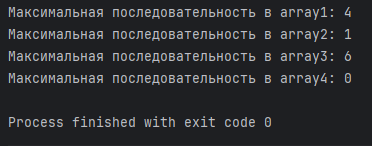 Максимальная последовательность в array1: 4
Максимальная последовательность в array2: 1
Максимальная последовательность в array3: 6
Максимальная последовательность в array4: 0
Process finished with exit code 0